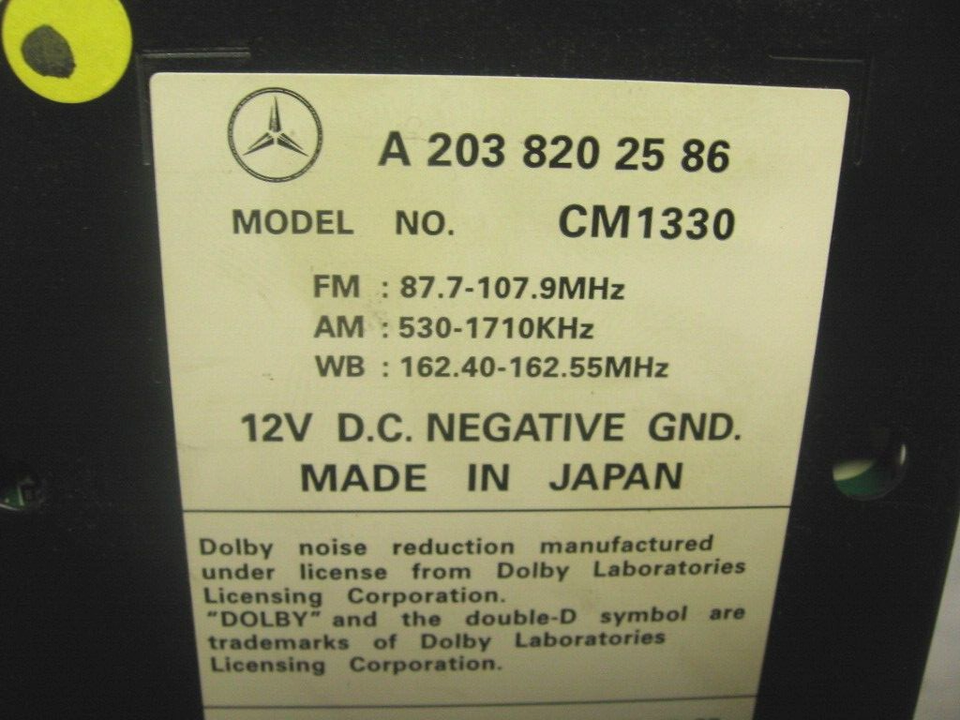 A 203 820 25 86
MODEL NO. CM1330
FM : 87.7-107.9MHz
AM : 530-1710KHz
WB : 162.40-162.55MHz
12V D.C. NEGATIVE GND.
MADE IN JAPAN
Dolby noise reduction manufactured
under license from Dolby Laboratories
Licensing Corporation.
"DOLBY" and the double-D symbol are
trademarks of Dolby Laboratories
Licensing Corporation.